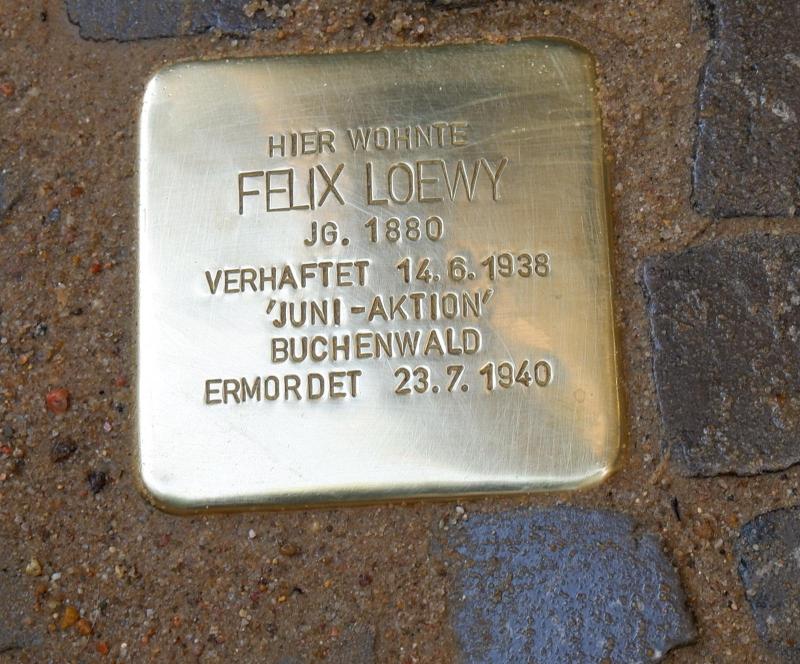 HIER WOHNTE
FELIX LOEWY
JG. 1880
VERHAFTET 14.6.1938
'JUNI-AKTION'
BUCHENWALD
ERMORDET 23.7.1940